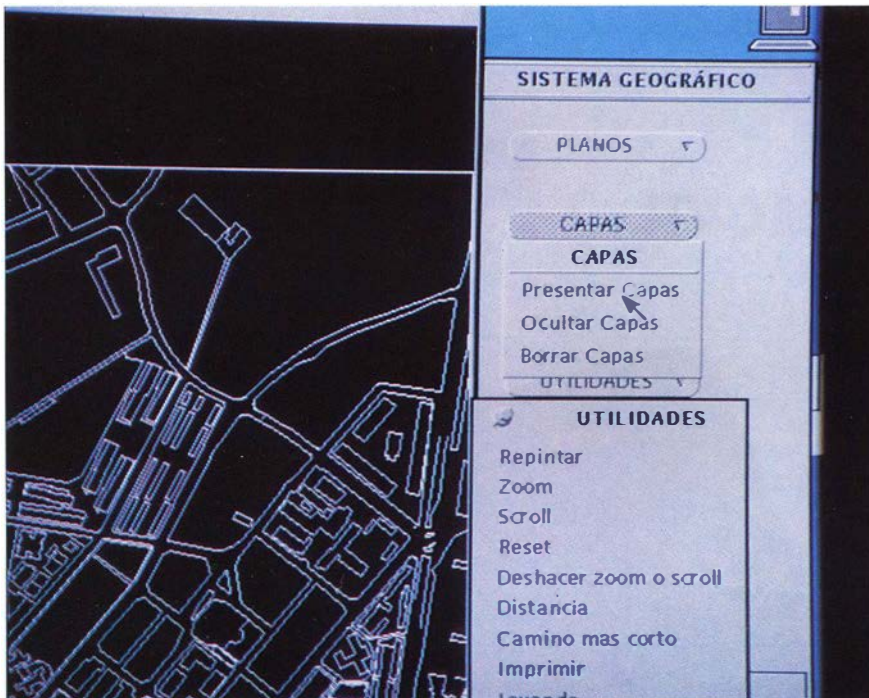 SISTEMA GEOGRÁFICO
PLANOS
CAPAS
CAPAS
Presentar Capas
Ocultar Capas
Borrar Capas
UTILIDADES
UTILIDADES
Repintar
Zoom
Scroll
Reset
Deshacer zoom o scroll
Distancia
Camino mas corto
Imprimir